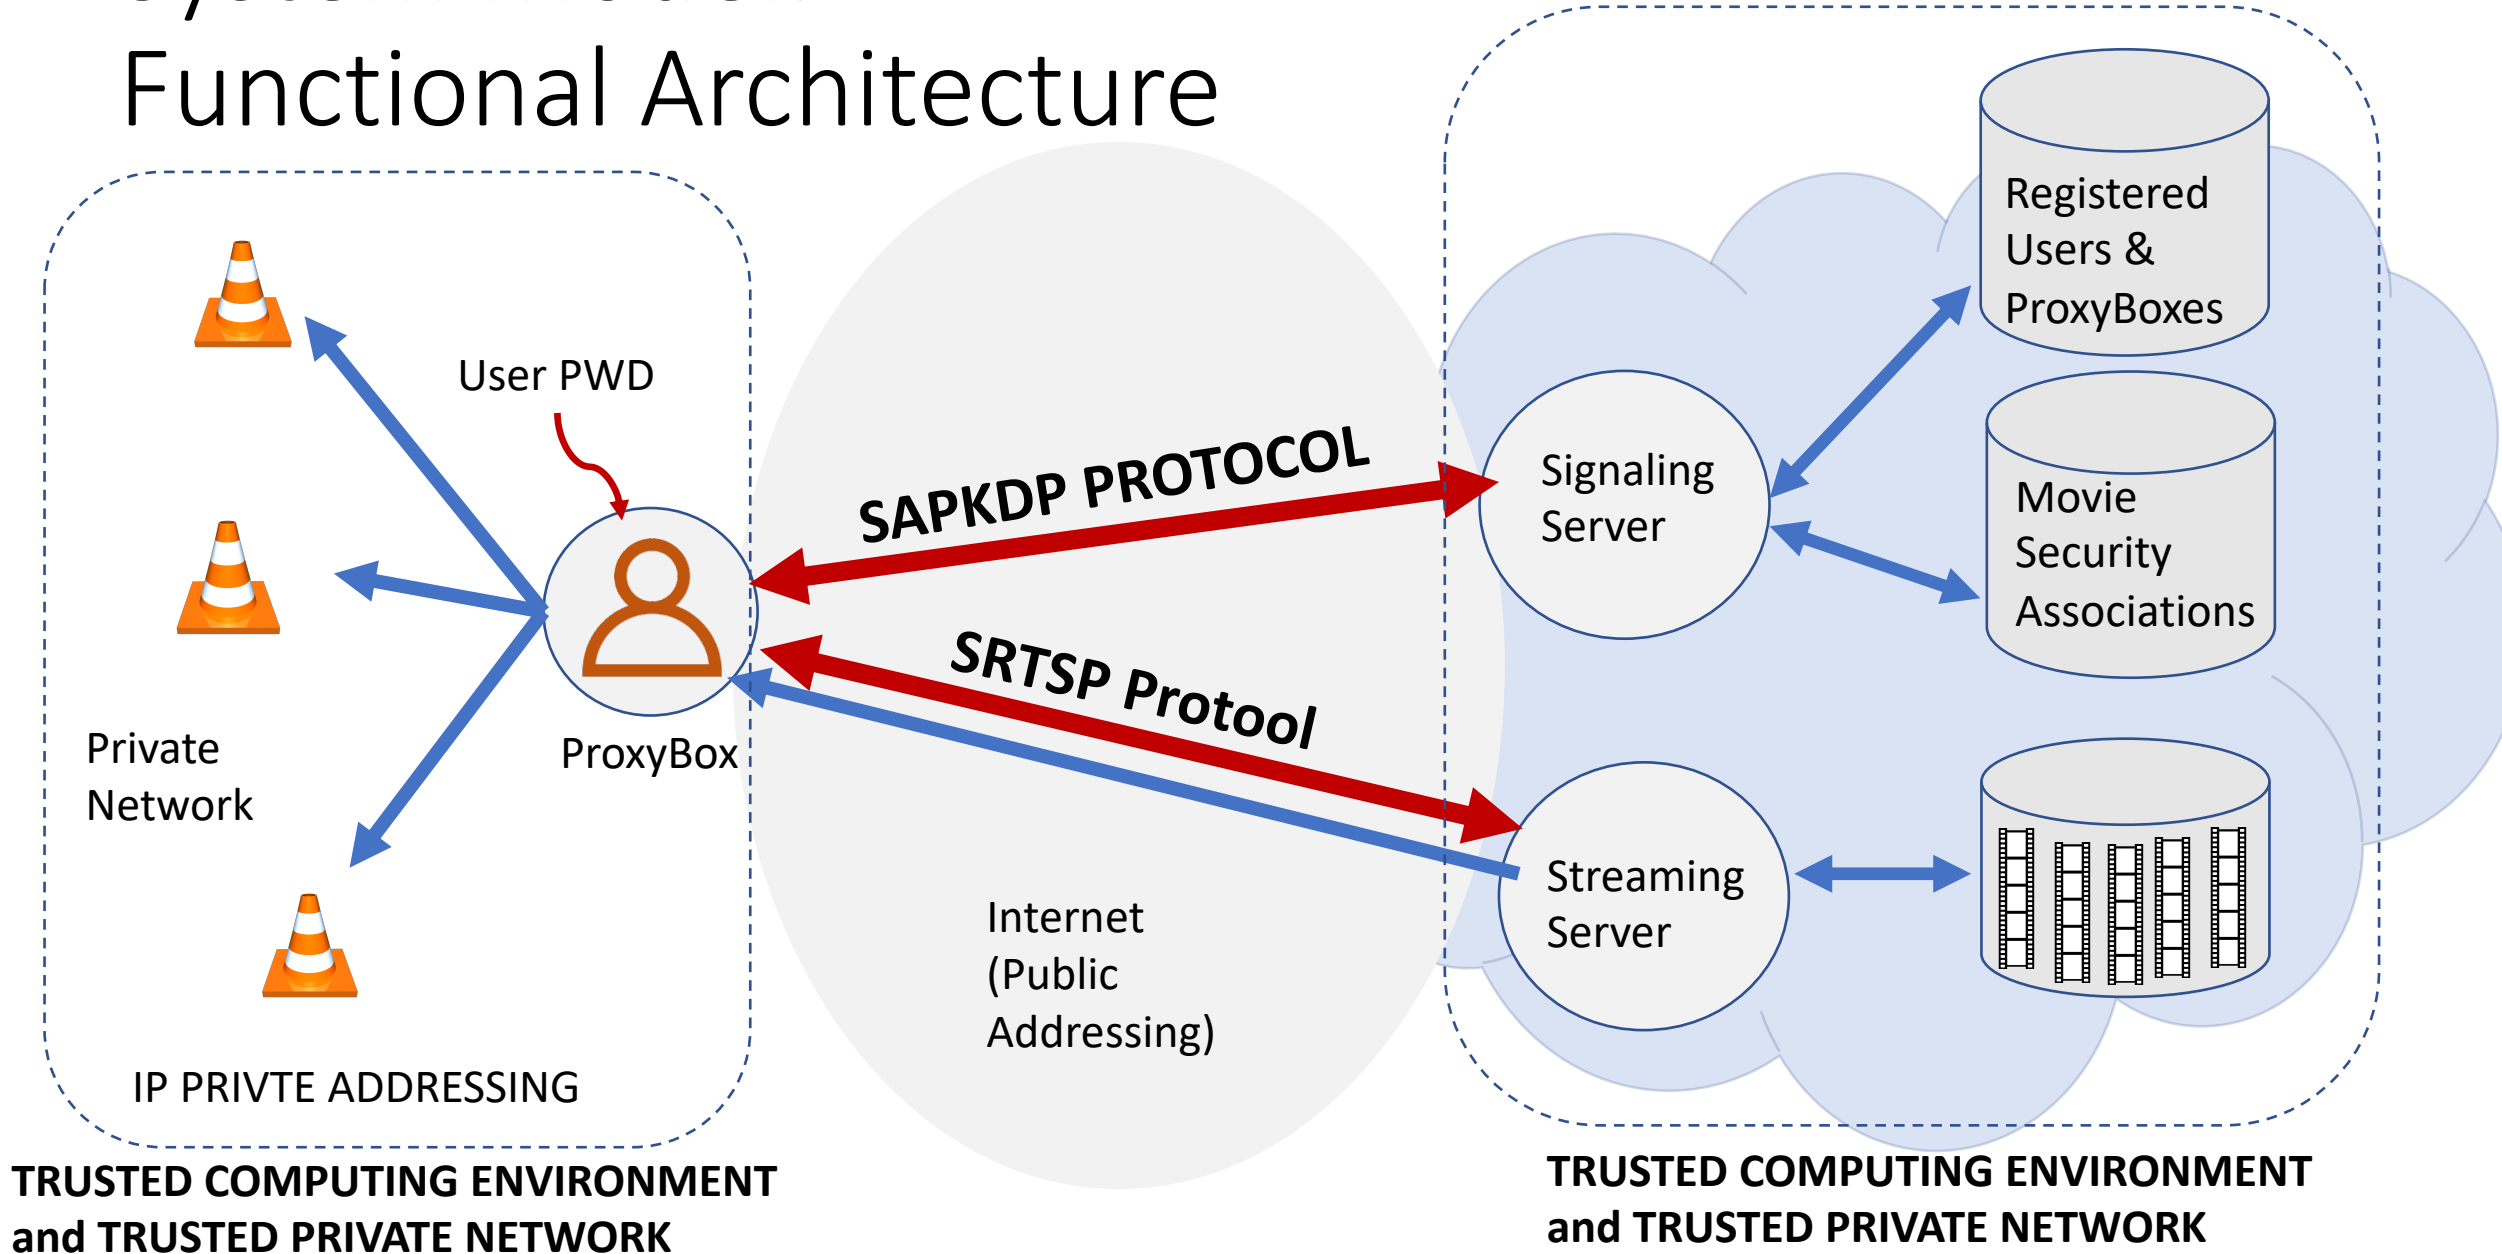 Functional Architecture
User PWD
Private
Network
ProxyBox
IP PRIVTE ADDRESSING
TRUSTED COMPUTING ENVIRONMENT
and TRUSTED PRIVATE NETWORK
SAPKDP PROTOCOL
SRTSP Protool
Internet
(Public
Addressing)
Signaling
Server
Streaming
Server
Registered
Users &
ProxyBoxes
Movie
Security
Associations
TRUSTED COMPUTING ENVIRONMENT
and TRUSTED PRIVATE NETWORK